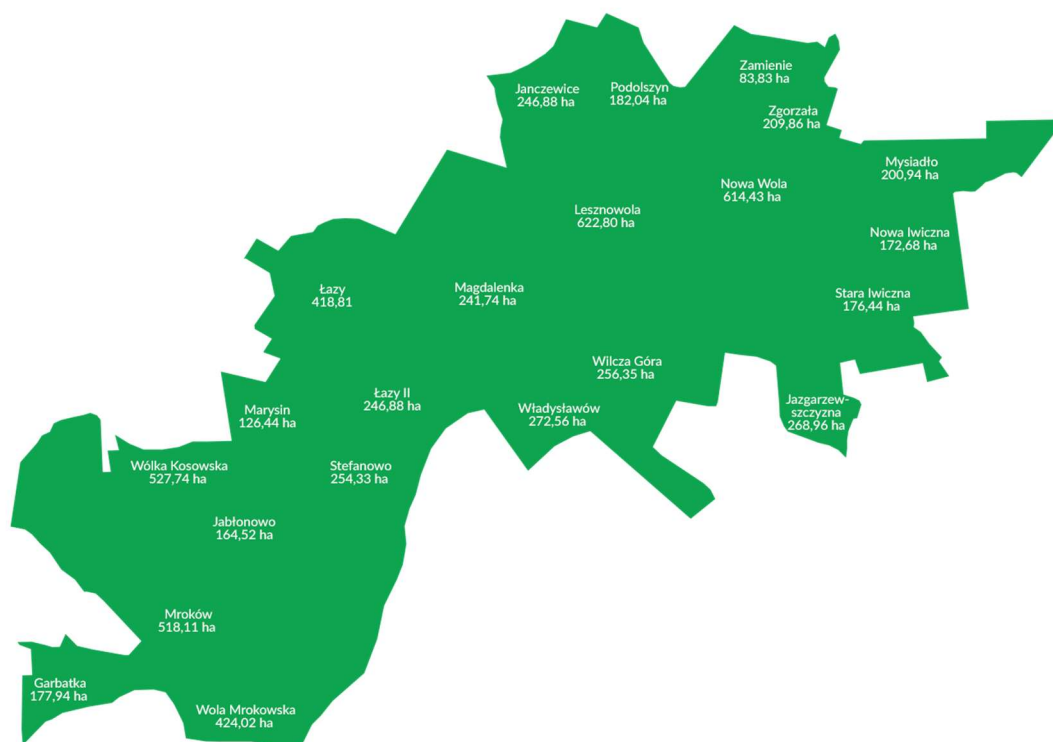 Zamienie
83,83 ha
Janczewice
246,88 ha
Podolszyn
182,04 ha
Zgorzała
209,86 ha
Mysiadło
200,94 ha
Nowa Wola
614,43 ha
Lesznowola
622,80 ha
Nowa Iwiczna
172,68 ha
Łazy
418,81
Magdalenka
241,74 ha
Stara Iwiczna
176,44 ha
Wilcza Góra
256,35 ha
Łazy II
246,88 ha
Marysin
126,44 ha
Władysławów
272,56 ha
Jazgarzew-
szczyzna
268,96 ha
Wólka Kosowska
527,74 ha
Stefanowo
254,33 ha
Jabłonowo
164,52 ha
Mroków
518,11 ha
Garbatka
177,94 ha
Wola Mrokowska
424,02 ha